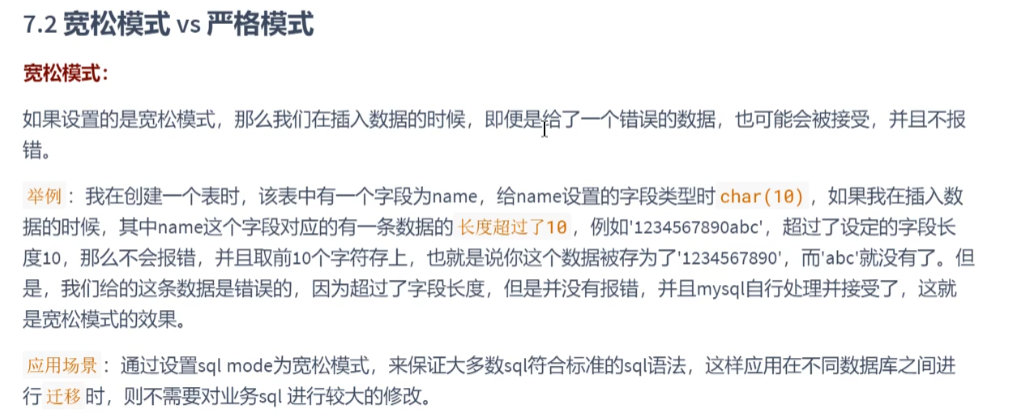 7.2 宽松模式 vs 严格模式
宽松模式：
如果设置的是宽松模式，那么我们在插入数据的时候，即便是给了一个错误的数据，也可能会被接受，并且不报
错。
举例：我在创建一个表时，该表中有一个字段为name，给name设置的字段类型时char(10)，如果我在插入数
据的时候，其中name这个字段对应的有一条数据的长度超过了10，例如'1234567890abc'，超过了设定的字段长
度10，那么不会报错，并且取前10个字符存上，也就是说你这个数据被存为了'1234567890'，而'abc'就没有了。但
是，我们给的这条数据是错误的，因为超过了字段长度，但是并没有报错，并且mysql自行处理并接受了，这就
是宽松模式的效果。
应用场景：通过设置sql mode为宽松模式，来保证大多数sql符合标准的sql语法，这样应用在不同数据库之间进
行迁移时，则不需要对业务sql 进行较大的修改。